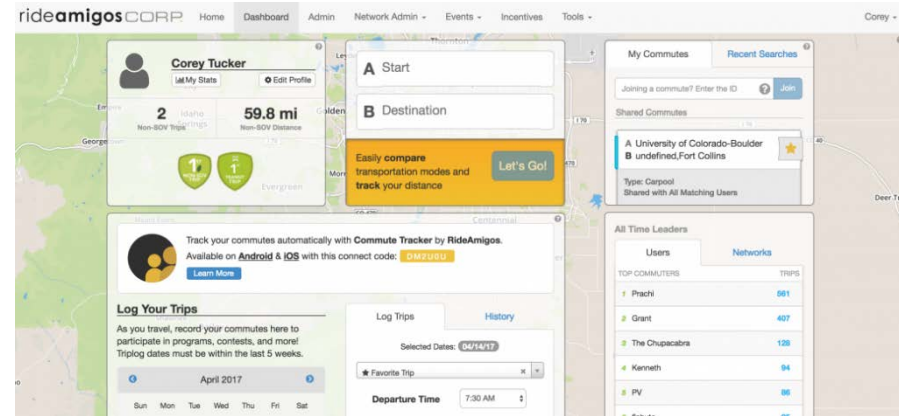 rideamigos CORP Home Dashboard Admin Network Admin Events Incentives Tools Corey
Corey Tucker
My Stats Edit Profile
2 59.8 mi
Non-SOV Trips Non-SOV Distance
A Start
B Destination
Easily compare
transportation modes and
track your distance
Let's Go!
My Commutes Recent Searches
Joining a commute? Enter the ID Join
Shared Commutes
A University of Colorado-Boulder
B undefined,Fort Collins
Type: Carpool
Shared with All Matching Users
Track your commutes automatically with Commute Tracker by RideAmigos.
Available on Android & iOS with this connect code: DMZU6U
Learn More
Log Your Trips
As you travel, record your commutes here to
participate in programs, contests, and more!
Triplog dates must be within the last 5 weeks.
April 2017
Sun Mon Tue Wed Thu Fri Sat
Log Trips History
Selected Dates: 04/14/17
Favorite Trip
Departure Time 7:30 AM
All Time Leaders
Users Networks
TOP COMMUTERS TRIPS
1 Prachi 561
2 Grant 407
3 The Chupacabra 128
4 Kenneth 94
5 PV 86
Thornton
Golden
Idaho
Springs
Evergreen
Centennial